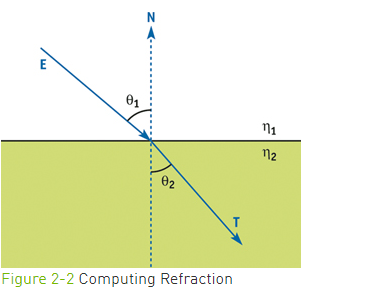 N
E
θ1
η1
η2
θ2
T
Figure 2-2 Computing Refraction